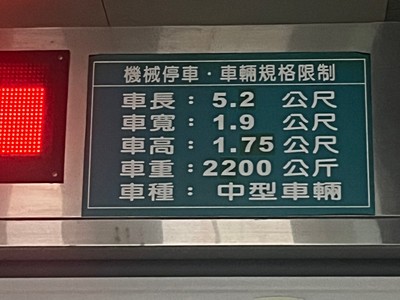 機械停車・車輛規格限制
車長：5.2 公尺
車寬：1.9 公尺
車高：1.75 公尺
車重：2200 公斤
車種：中型車輛